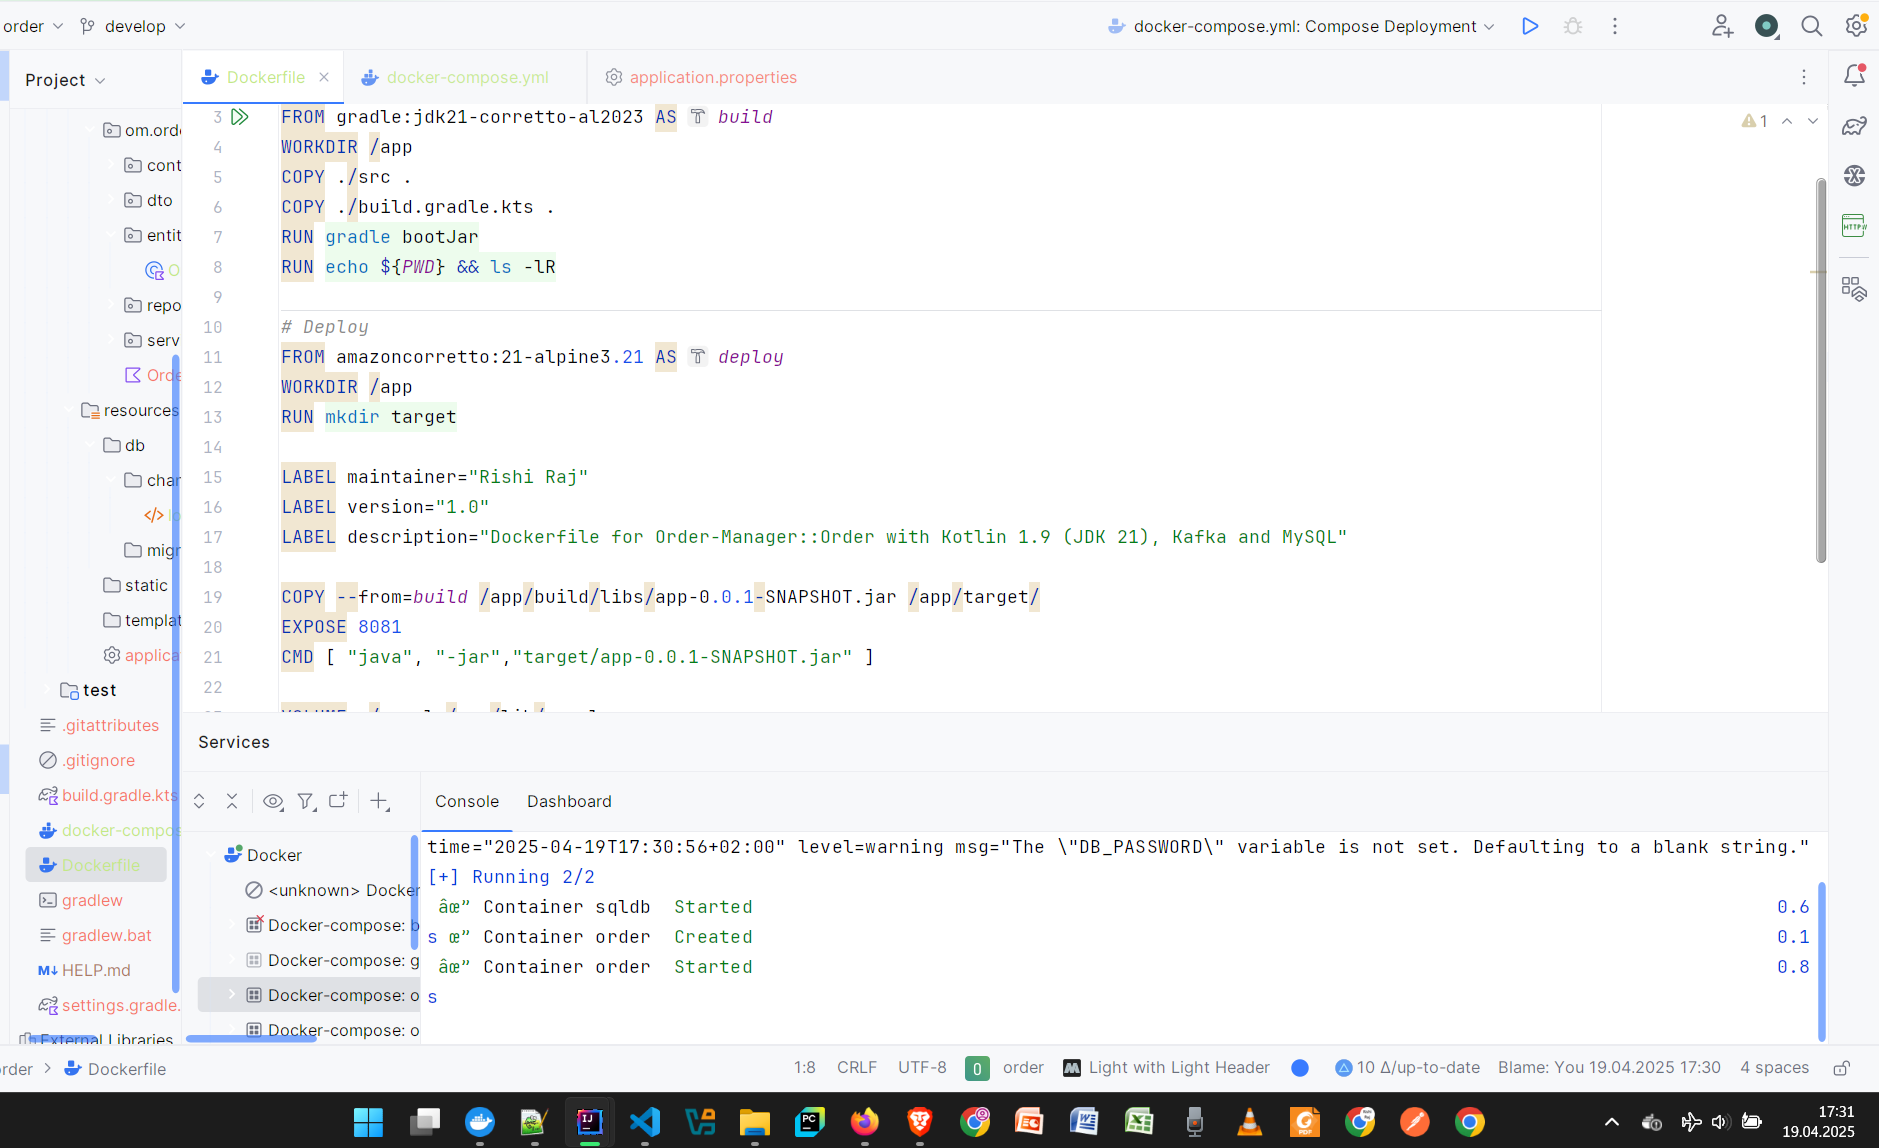 order develop docker-compose.yml: Compose Deployment
Project Dockerfile docker-compose.yml application.properties
3 FROM gradle:jdk21-corretto-al2023 AS build
1
4 WORKDIR /app
5 COPY ./src .
6 COPY ./build.gradle.kts .
7 RUN gradle bootJar
8 RUN echo ${PWD} && ls -lR
9
10 # Deploy
11 FROM amazoncorretto:21-alpine3.21 AS deploy
12 WORKDIR /app
13 RUN mkdir target
14
15 LABEL maintainer="Rishi Raj"
16 LABEL version="1.0"
17 LABEL description="Dockerfile for Order-Manager::Order with Kotlin 1.9 (JDK 21), Kafka and MySQL"
18
19 COPY --from=build /app/build/libs/app-0.0.1-SNAPSHOT.jar /app/target/
20 EXPOSE 8081
21 CMD [ "java", "-jar","target/app-0.0.1-SNAPSHOT.jar" ]
22
om.orde
cont
dto
entit
O
repo
serv
Orde
resources
db
char
lo
migr
static
templat
applica
test
.gitattributes
.gitignore
build.gradle.kts
docker-compos
Dockerfile
gradlew
gradlew.bat
HELP.md
settings.gradle.
External Libraries
HTTP
Services
Console Dashboard
Docker
<unknown> Docker
Docker-compose: b
Docker-compose: g
Docker-compose: o
Docker-compose: o
time="2025-04-19T17:30:56+02:00" level=warning msg="The \"DB_PASSWORD\" variable is not set. Defaulting to a blank string."
[+] Running 2/2
âœ” Container sqldb Started 0.6
s œ” Container order Created 0.1
âœ” Container order Started 0.8
s
rder > Dockerfile 1:8 CRLF UTF-8 0 order Light with Light Header 10 Δ/up-to-date Blame: You 19.04.2025 17:30 4 spaces
17:31
19.04.2025